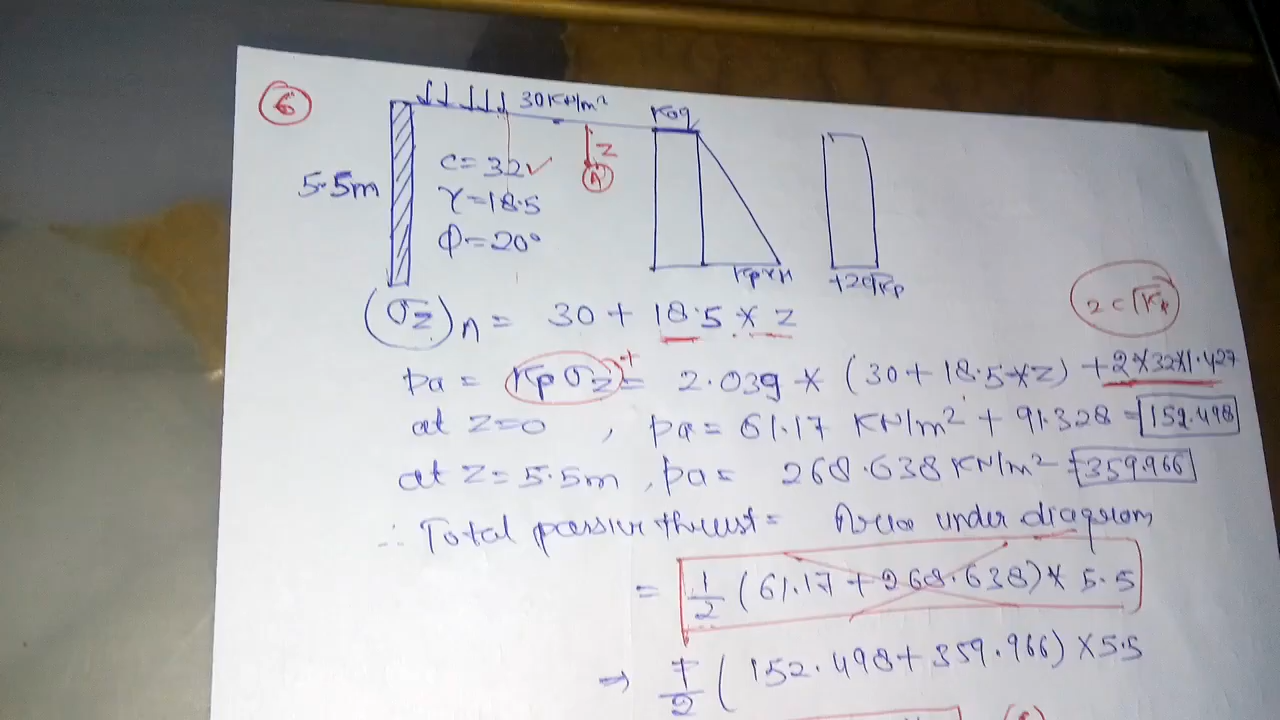 6
30KN/m²
K₀q
5.5m
C=32✓
Z
γ=18.5
Φ=20°
KpγH
+2c√Kp
2c√Kp
(σz)n = 30 + 18.5 * z
pa = Kpσz + = 2.039 * (30+18.5*z) + 2*32*1.427
at z=0, pa= 61.17 KN/m² + 91.328 = 152.498
at z=5.5m, pa= 268.638 KN/m² = 359.966
∴ Total passive thrust = Area under diagram
= 1/2 (61.17 + 268.638) * 5.5
⇒ 1/2 (152.498 + 359.966) × 5.5